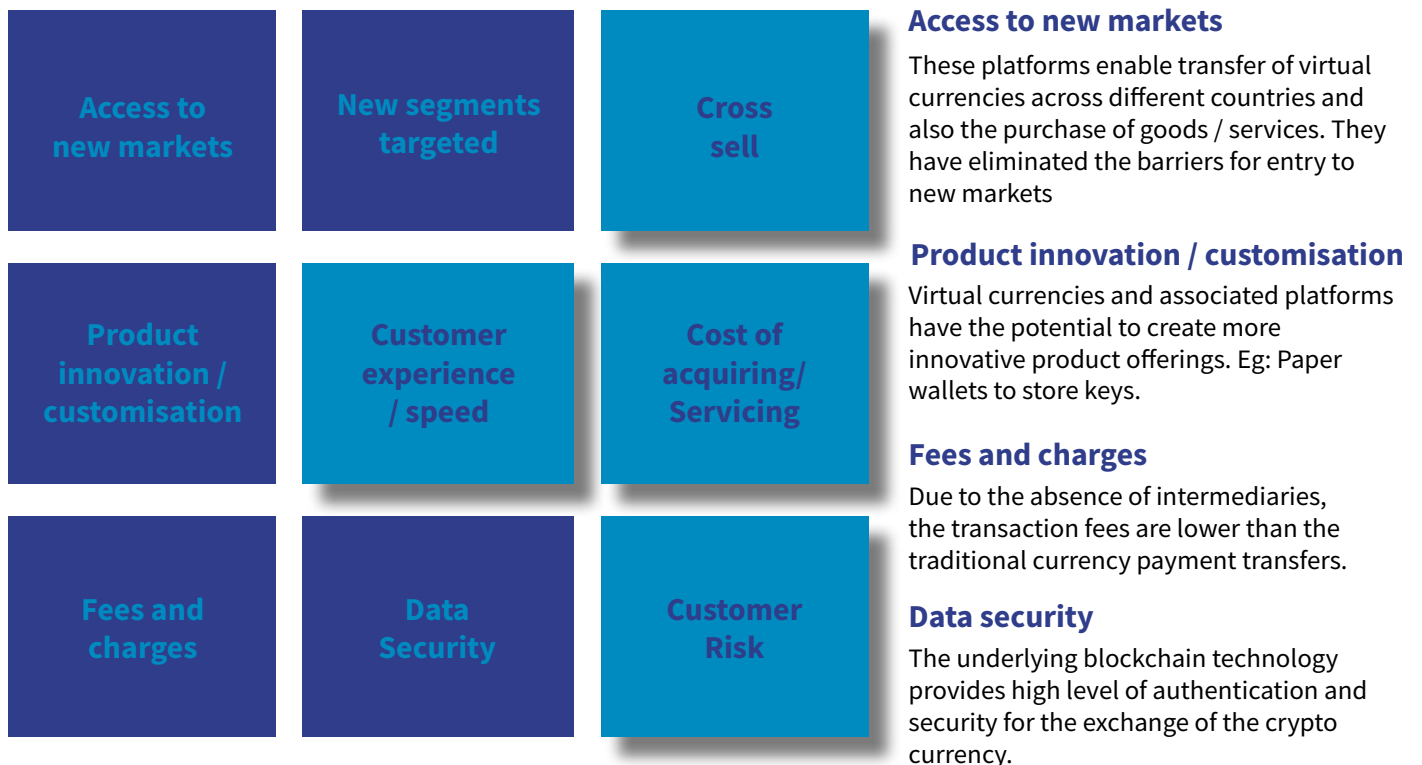 Access to
new markets
New segments
targeted
Cross
sell
Product
innovation /
customisation
Customer
experience
/ speed
Cost of
acquiring/
Servicing
Fees and
charges
Data
Security
Customer
Risk
Access to new markets
These platforms enable transfer of virtual
currencies across different countries and
also the purchase of goods / services. They
have eliminated the barriers for entry to
new markets
Product innovation / customisation
Virtual currencies and associated platforms
have the potential to create more
innovative product offerings. Eg: Paper
wallets to store keys.
Fees and charges
Due to the absence of intermediaries,
the transaction fees are lower than the
traditional currency payment transfers.
Data security
The underlying blockchain technology
provides high level of authentication and
security for the exchange of the crypto
currency.